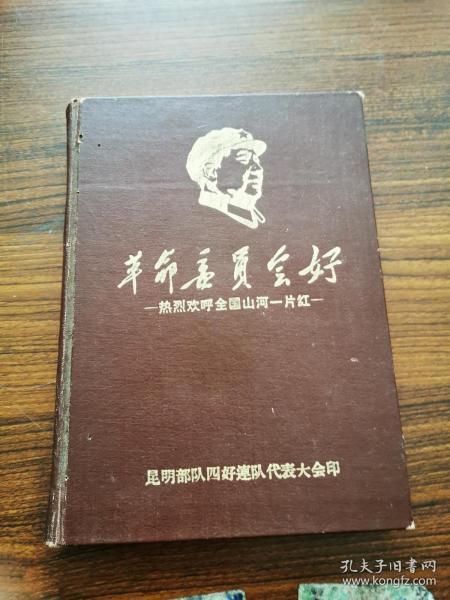 革命委員会好
—热烈欢呼全国山河一片紅—
昆明部队四好連队代表大会印
孔夫子旧书网
www.kongfz.com